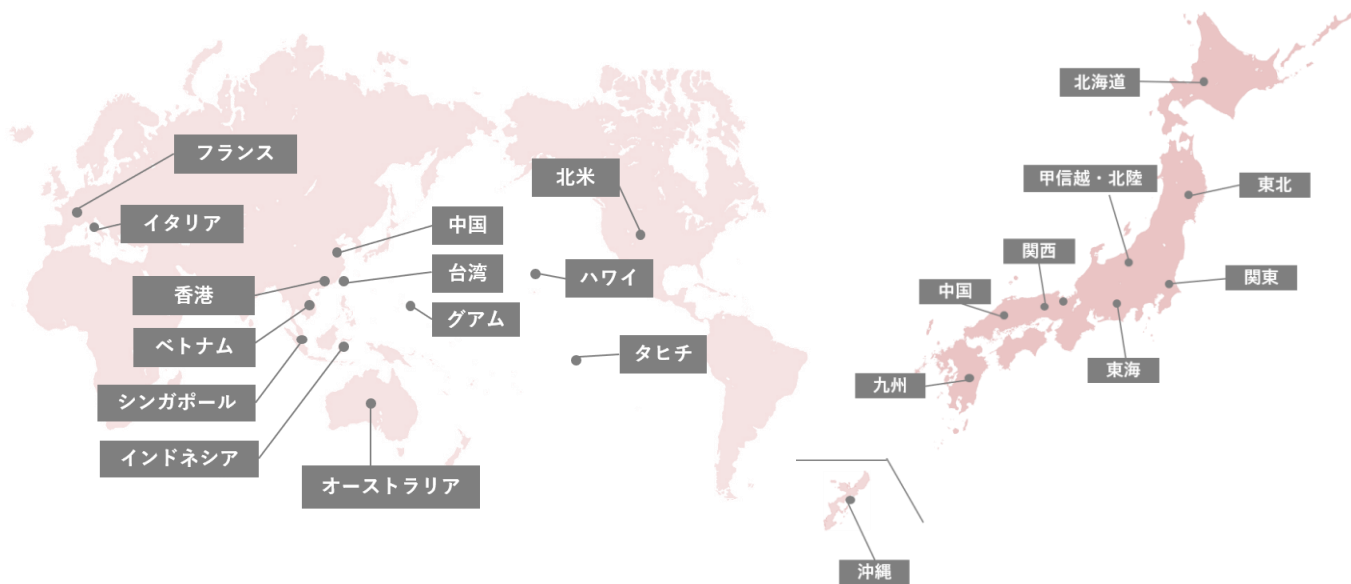 フランス
イタリア
香港
ベトナム
シンガポール
インドネシア
オーストラリア
中国
台湾
グアム
北米
ハワイ
タヒチ
北海道
甲信越・北陸
東北
関西
関東
中国
東海
九州
沖縄